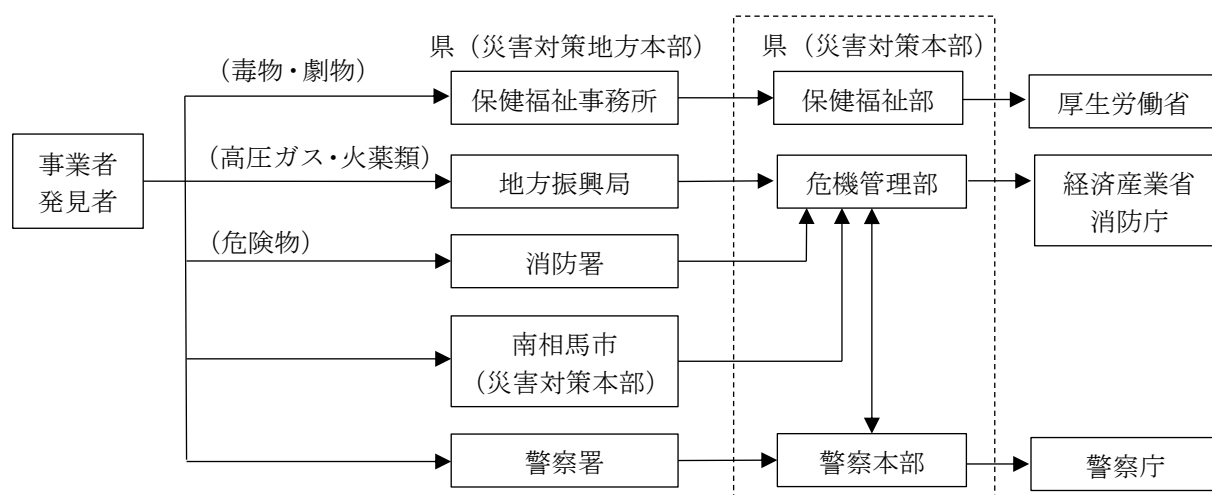 県（災害対策地方本部）
県（災害対策本部）
（毒物・劇物）
保健福祉事務所
保健福祉部
厚生労働省
事業者
発見者
（高圧ガス・火薬類）
地方振興局
危機管理部
経済産業省
消防庁
（危険物）
消防署
南相馬市
（災害対策本部）
警察署
警察本部
警察庁